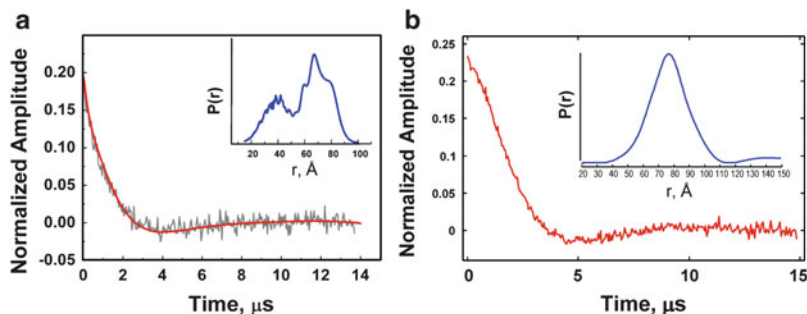 a
Normalized Amplitude
0.20
0.15
0.10
0.05
0.00
-0.05
0 2 4 6 8 10 12 14
Time, μs
P(r)
20 40 60 80 100
r, Å
b
Normalized Amplitude
0.25
0.2
0.15
0.1
0.05
0
0 5 10 15
Time, μs
P(r)
20 30 40 50 60 70 80 90 100 110 120 130 140 150
r, Å